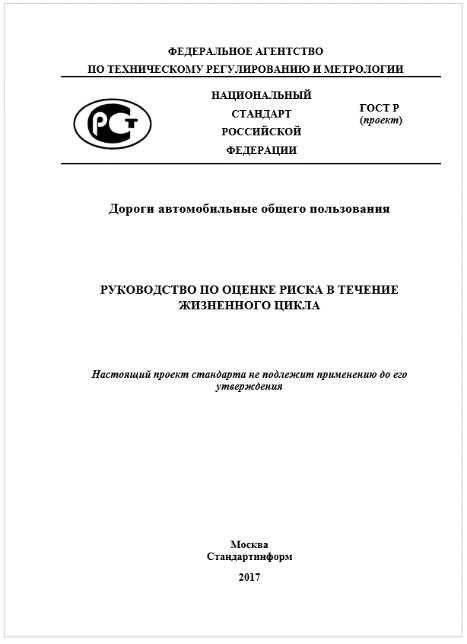 ФЕДЕРАЛЬНОЕ АГЕНТСТВО
ПО ТЕХНИЧЕСКОМУ РЕГУЛИРОВАНИЮ И МЕТРОЛОГИИ
НАЦИОНАЛЬНЫЙ
СТАНДАРТ
РОССИЙСКОЙ
ФЕДЕРАЦИИ
ГОСТ Р
(проект)
РСТ
Дороги автомобильные общего пользования
РУКОВОДСТВО ПО ОЦЕНКЕ РИСКА В ТЕЧЕНИЕ
ЖИЗНЕННОГО ЦИКЛА
Настоящий проект стандарта не подлежит применению до его
утверждения
Москва
Стандартинформ
2017